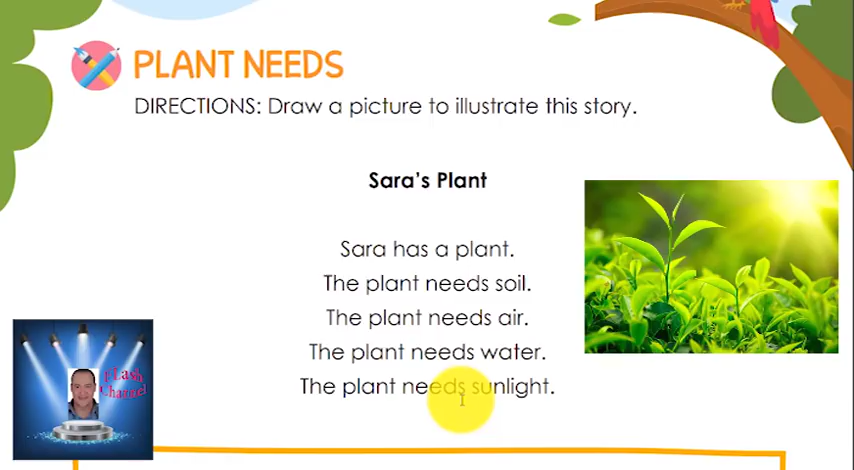 PLANT NEEDS
DIRECTIONS: Draw a picture to illustrate this story.
Sara's Plant
Sara has a plant.
The plant needs soil.
The plant needs air.
The plant needs water.
The plant needs sunlight.
FLash
Channel